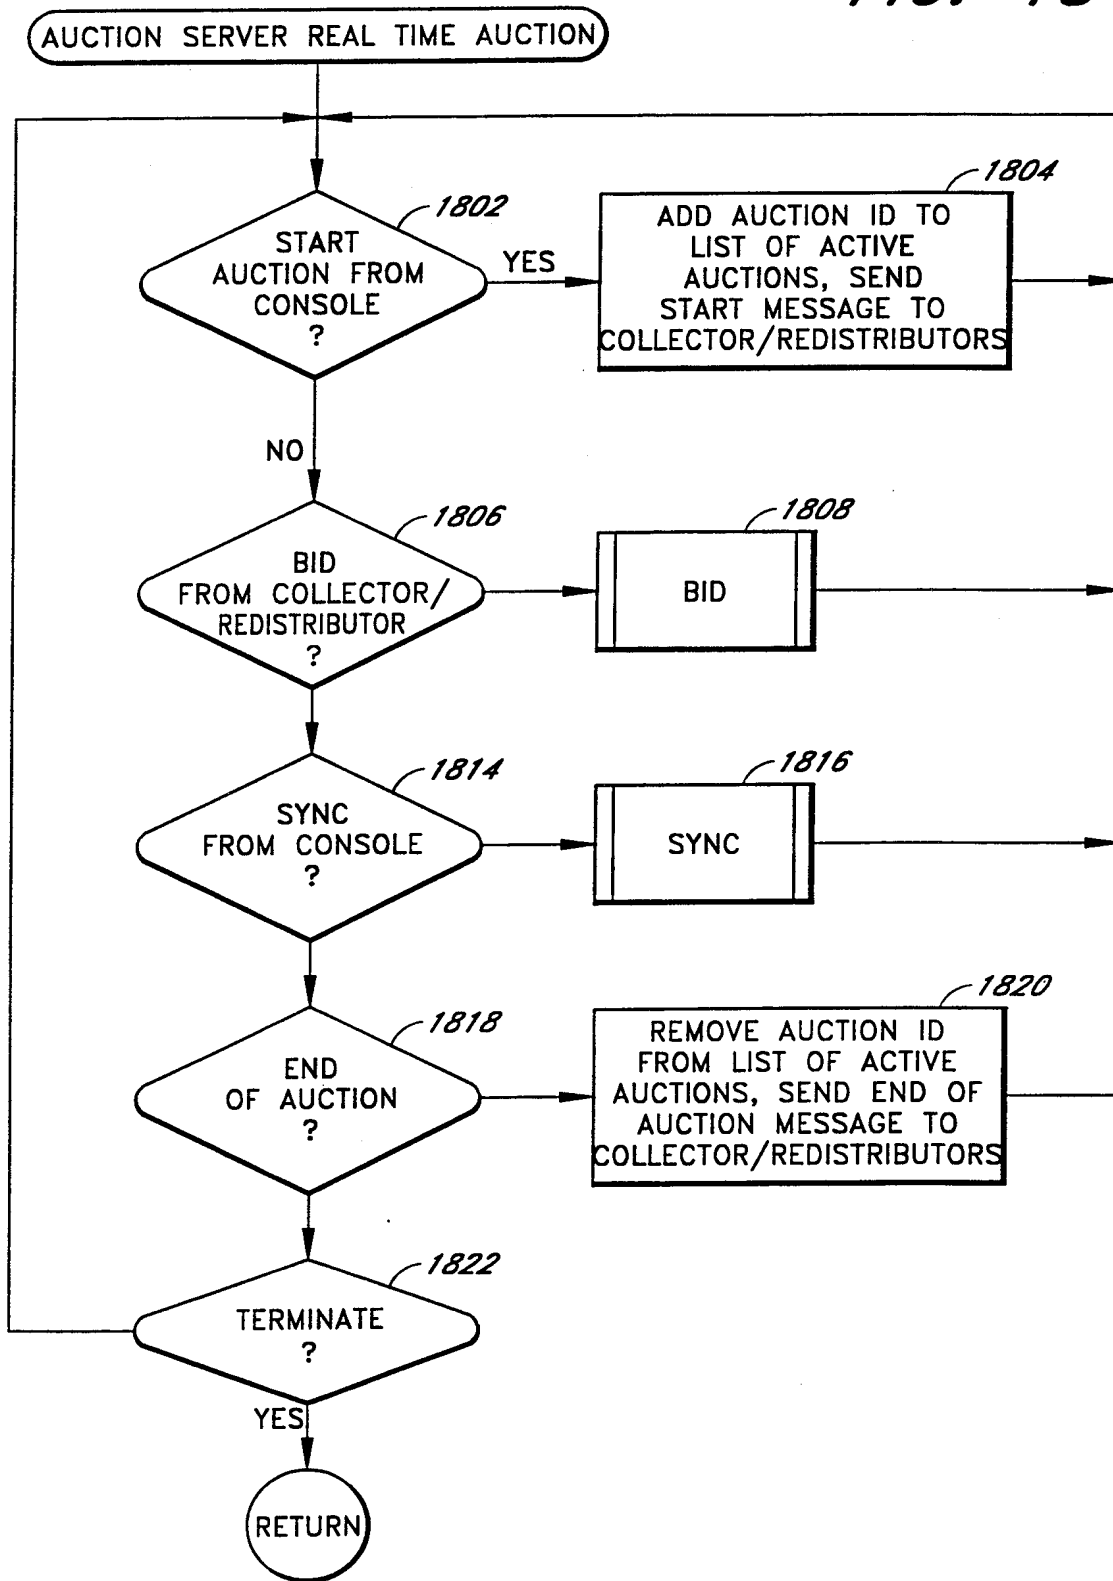 AUCTION SERVER REAL TIME AUCTION
1802
START
AUCTION FROM
CONSOLE
?
YES
1804
ADD AUCTION ID TO
LIST OF ACTIVE
AUCTIONS, SEND
START MESSAGE TO
COLLECTOR/REDISTRIBUTORS
NO
1806
BID
FROM COLLECTOR/
REDISTRIBUTOR
?
1808
BID
1814
SYNC
FROM CONSOLE
?
1816
SYNC
1818
END
OF AUCTION
?
1820
REMOVE AUCTION ID
FROM LIST OF ACTIVE
AUCTIONS, SEND END OF
AUCTION MESSAGE TO
COLLECTOR/REDISTRIBUTORS
1822
TERMINATE
?
YES
RETURN